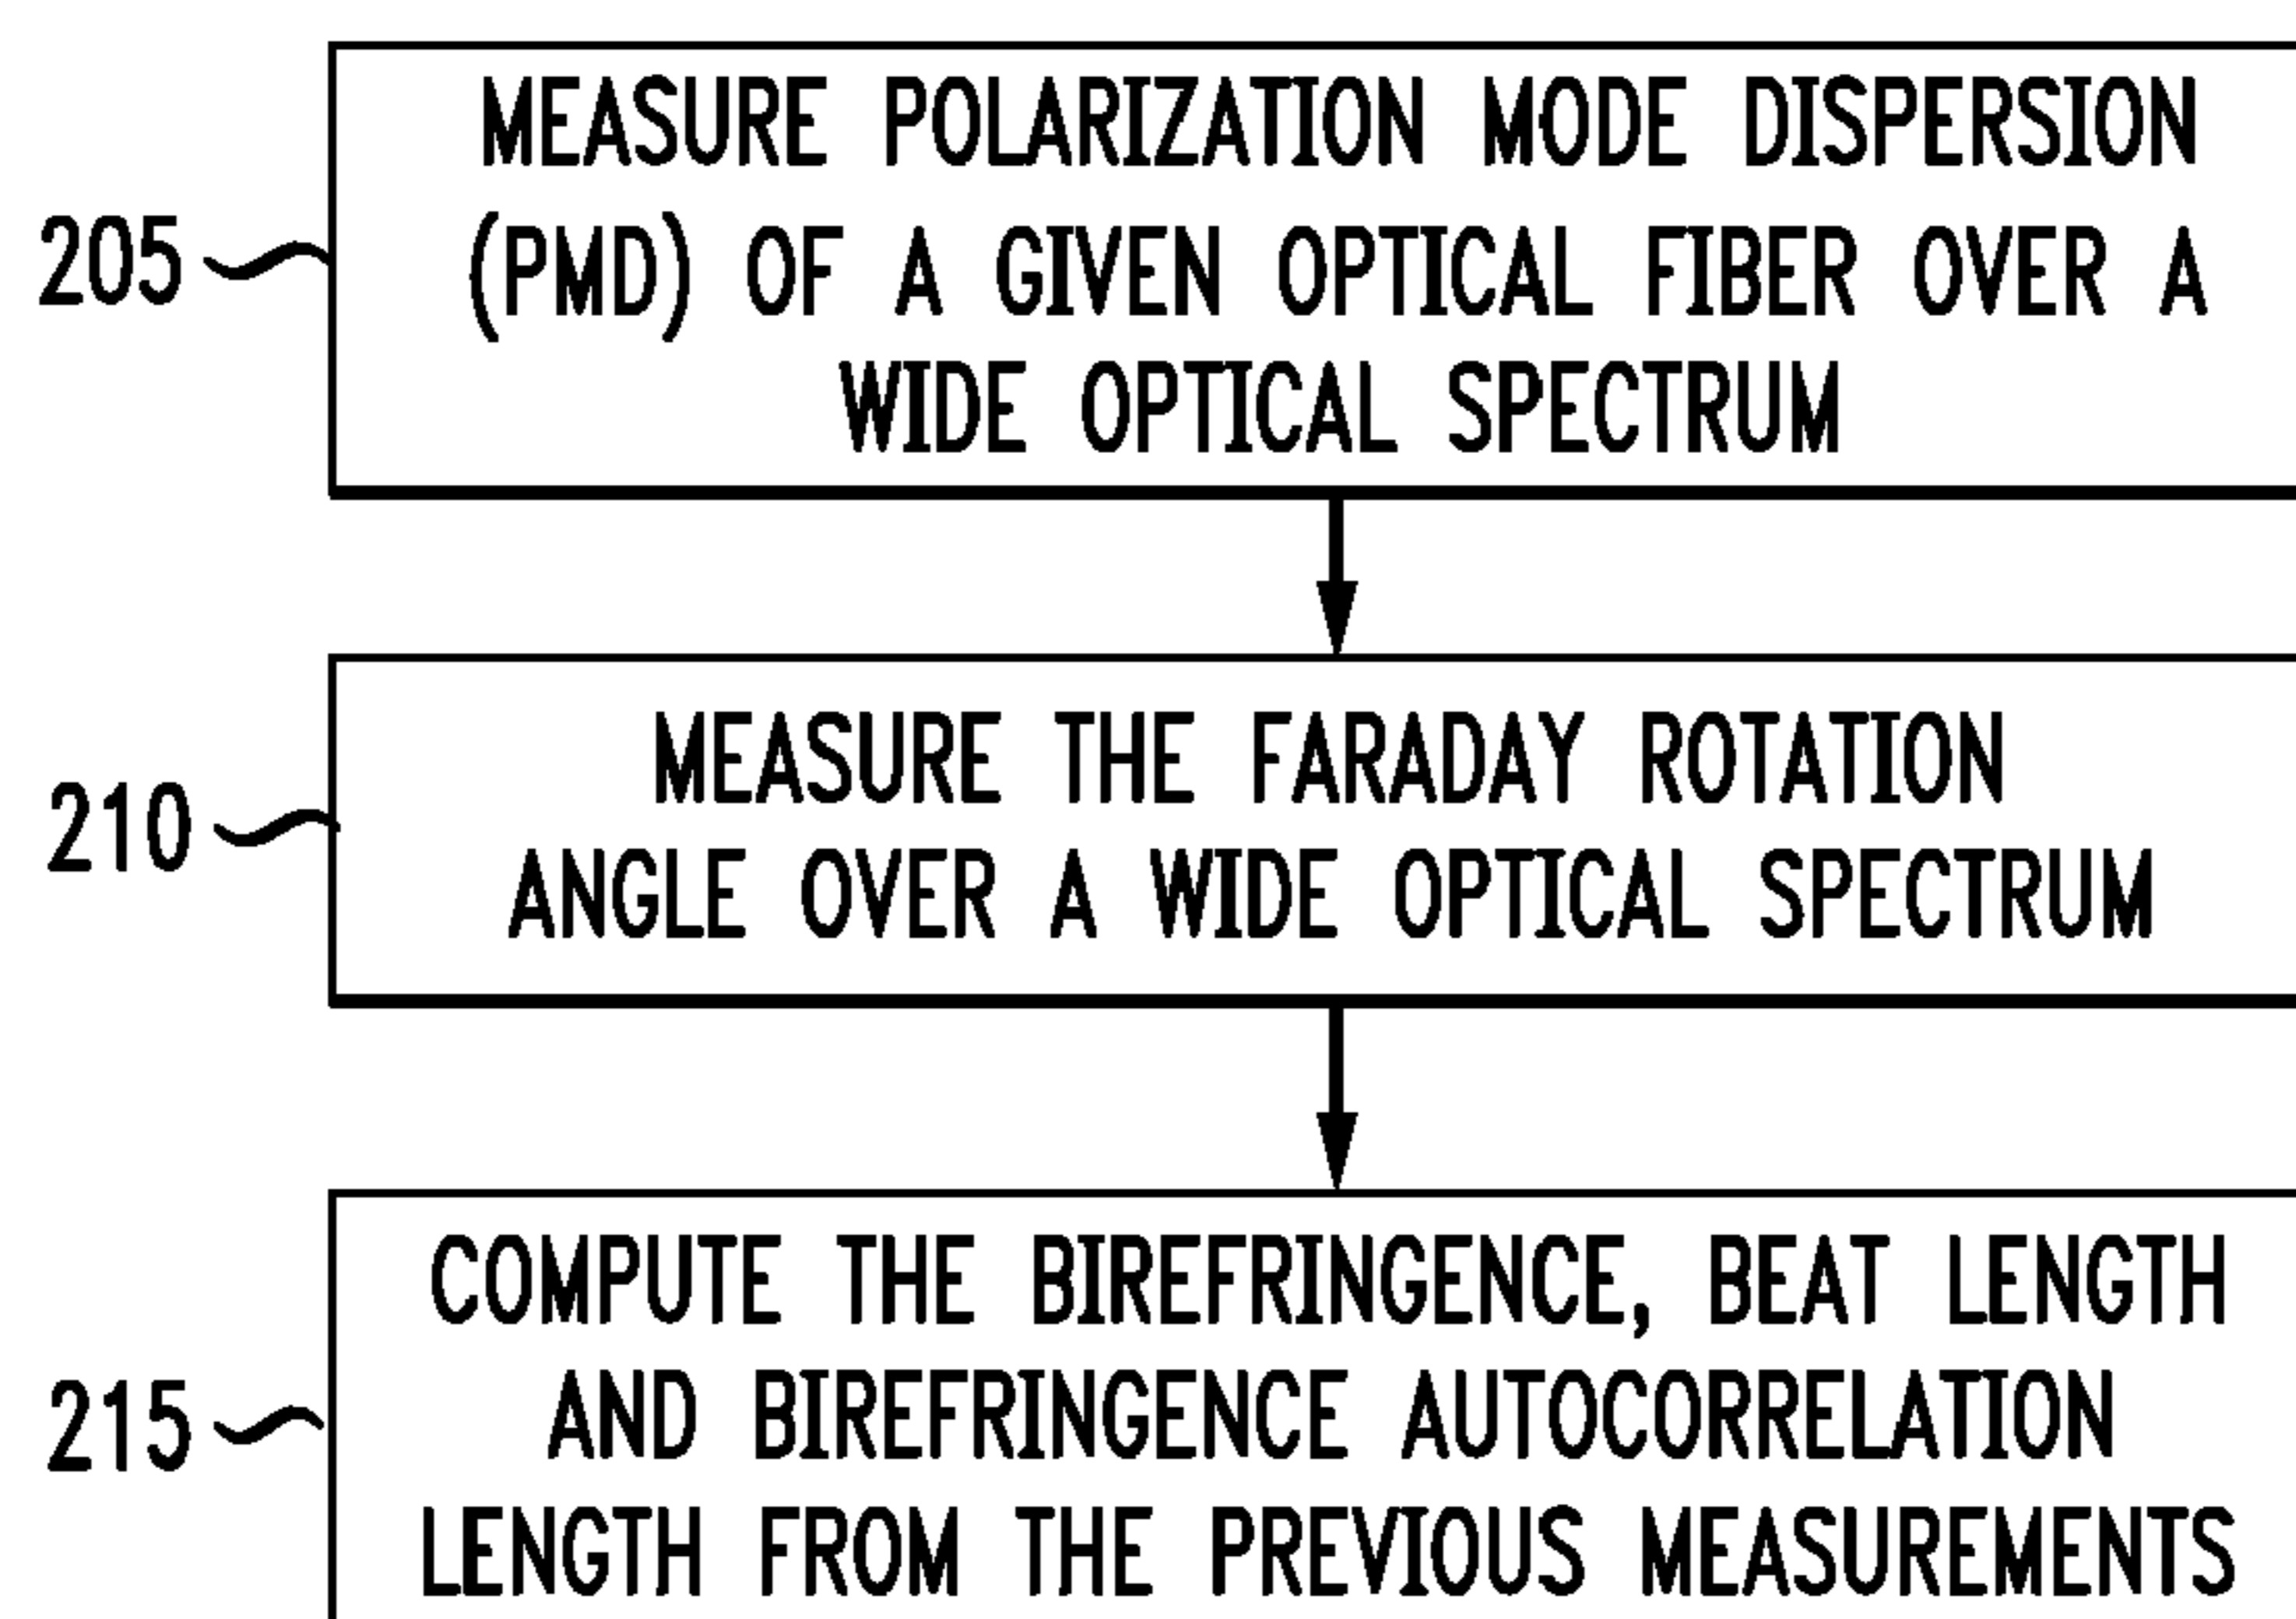 MEASURE POLARIZATION MODE DISPERSION
205 (PMD) OF A GIVEN OPTICAL FIBER OVER A
WIDE OPTICAL SPECTRUM
MEASURE THE FARADAY ROTATION
210
ANGLE OVER A WIDE OPTICAL SPECTRUM
COMPUTE THE BIREFRINGENCE, BEAT LENGTH
215 AND BIREFRINGENCE AUTOCORRELATION
LENGTH FROM THE PREVIOUS MEASUREMENTS